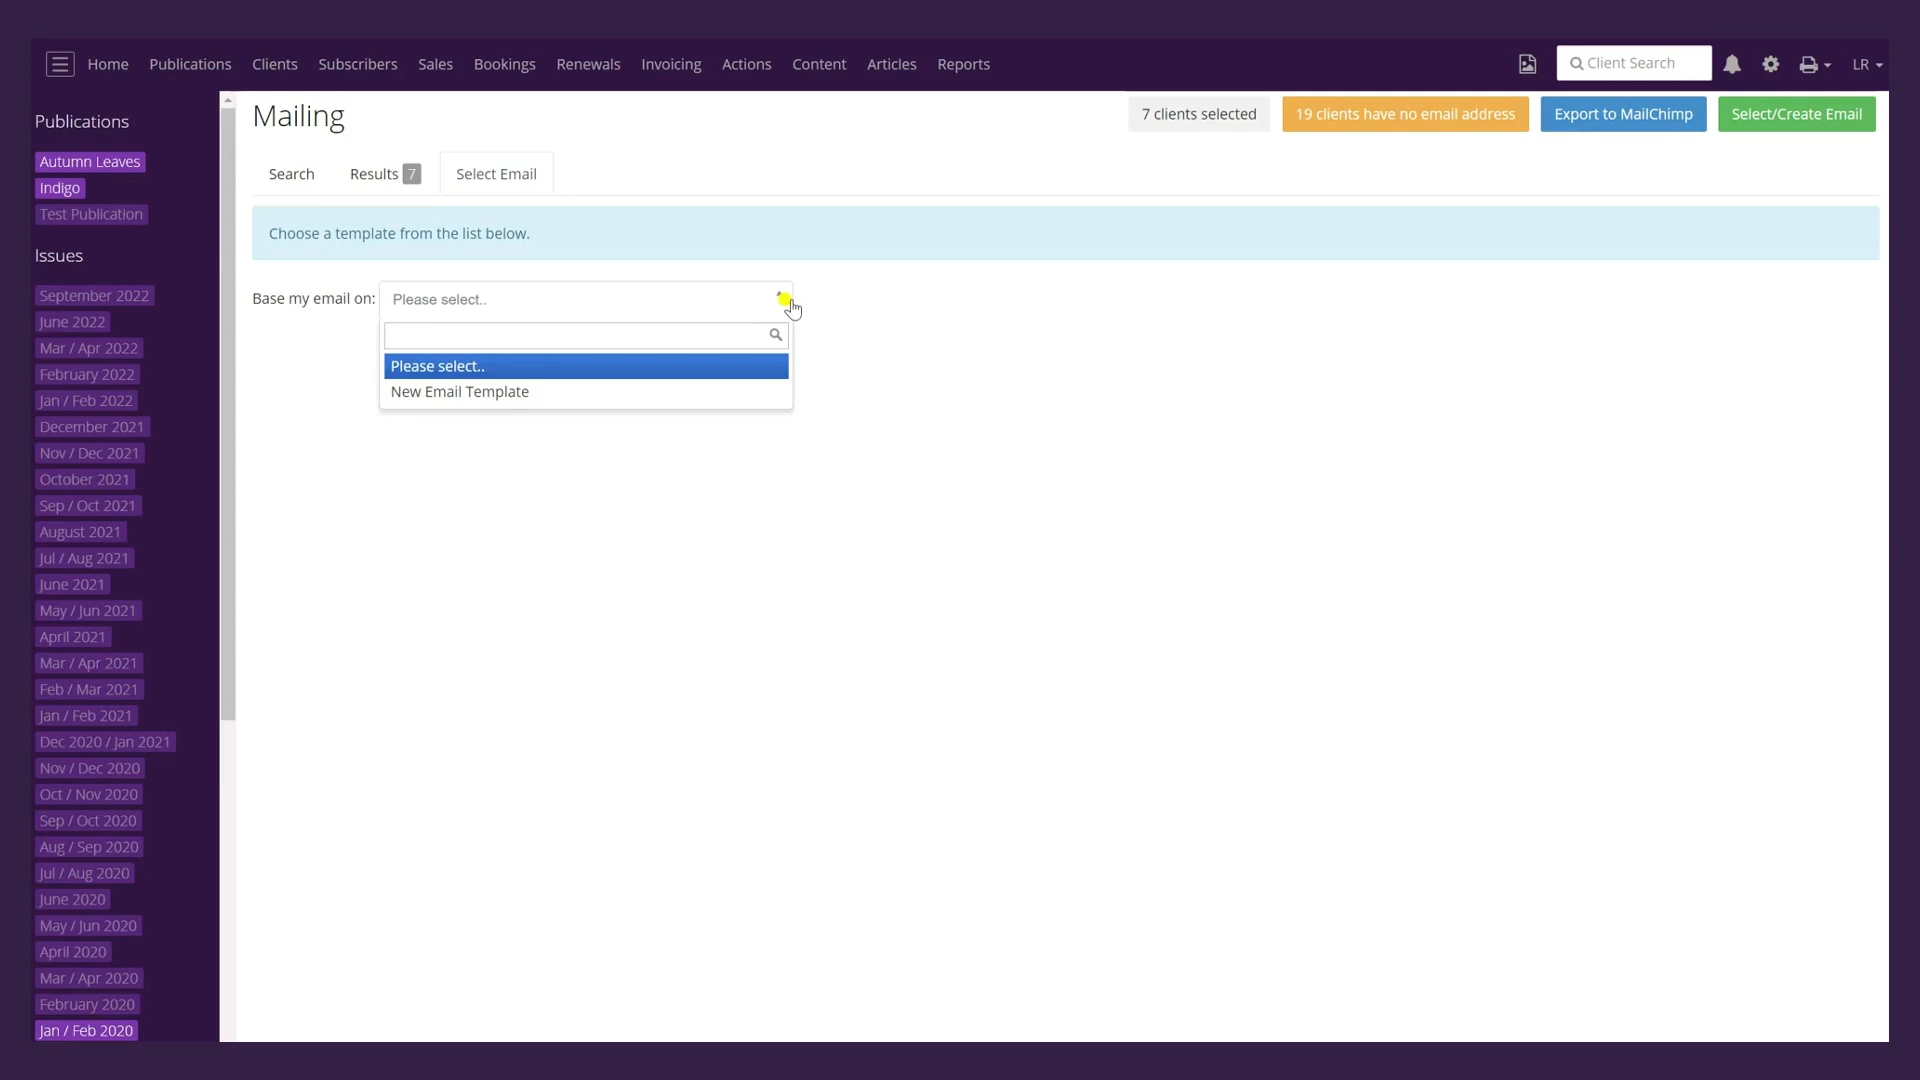 Home Publications Clients Subscribers Sales Bookings Renewals Invoicing Actions Content Articles Reports Client Search LR
Publications
Autumn Leaves
Indigo
Test Publication
Issues
September 2022
June 2022
Mar / Apr 2022
February 2022
Jan / Feb 2022
December 2021
Nov / Dec 2021
October 2021
Sep / Oct 2021
August 2021
Jul / Aug 2021
June 2021
May / Jun 2021
April 2021
Mar / Apr 2021
Feb / Mar 2021
Jan / Feb 2021
Dec 2020 / Jan 2021
Nov / Dec 2020
Oct / Nov 2020
Sep / Oct 2020
Aug / Sep 2020
Jul / Aug 2020
June 2020
May / Jun 2020
April 2020
Mar / Apr 2020
February 2020
Jan / Feb 2020
Mailing 7 clients selected 19 clients have no email address Export to MailChimp Select/Create Email
Search Results 7 Select Email
Choose a template from the list below.
Base my email on: Please select..
Please select..
New Email Template